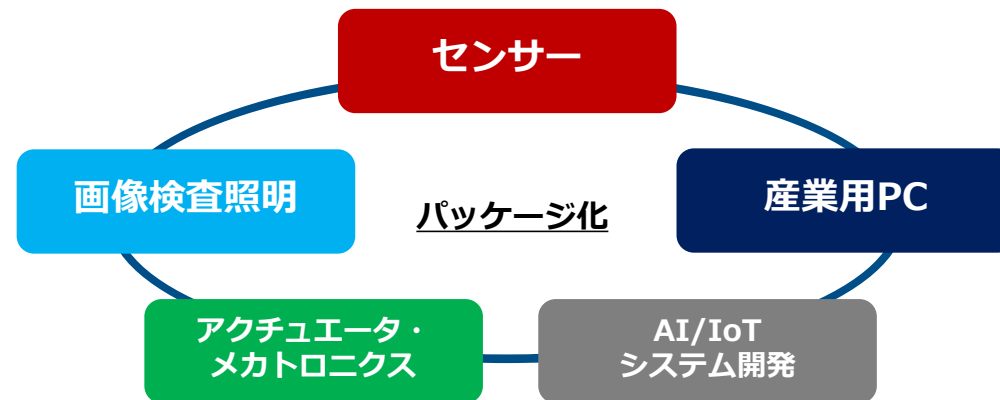 センサー
画像検査照明
産業用PC
パッケージ化
アクチュエータ・
メカトロニクス
AI/IoT
システム開発